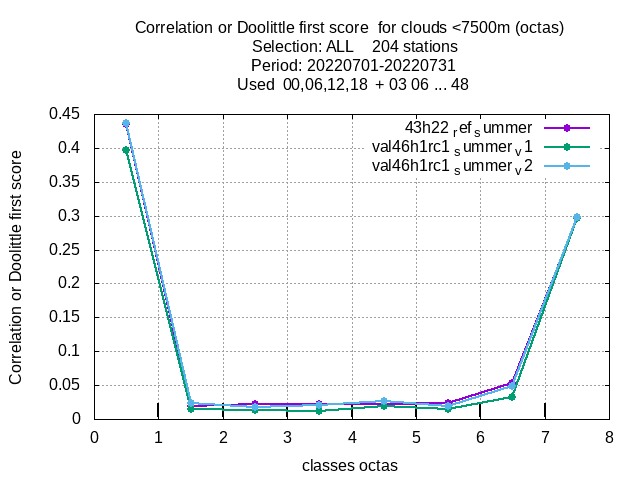 Correlation or Doolittle first score  for clouds <7500m (octas)
Selection: ALL    204 stations
Period: 20220701-20220731
Used  00,06,12,18  + 03 06 ... 48
43h22 ref summer
val46h1rc1 summer v1
val46h1rc1 summer v2
Correlation or Doolittle first score
0.45
0.4
0.35
0.3
0.25
0.2
0.15
0.1
0.05
0
0 1 2 3 4 5 6 7 8
classes octas